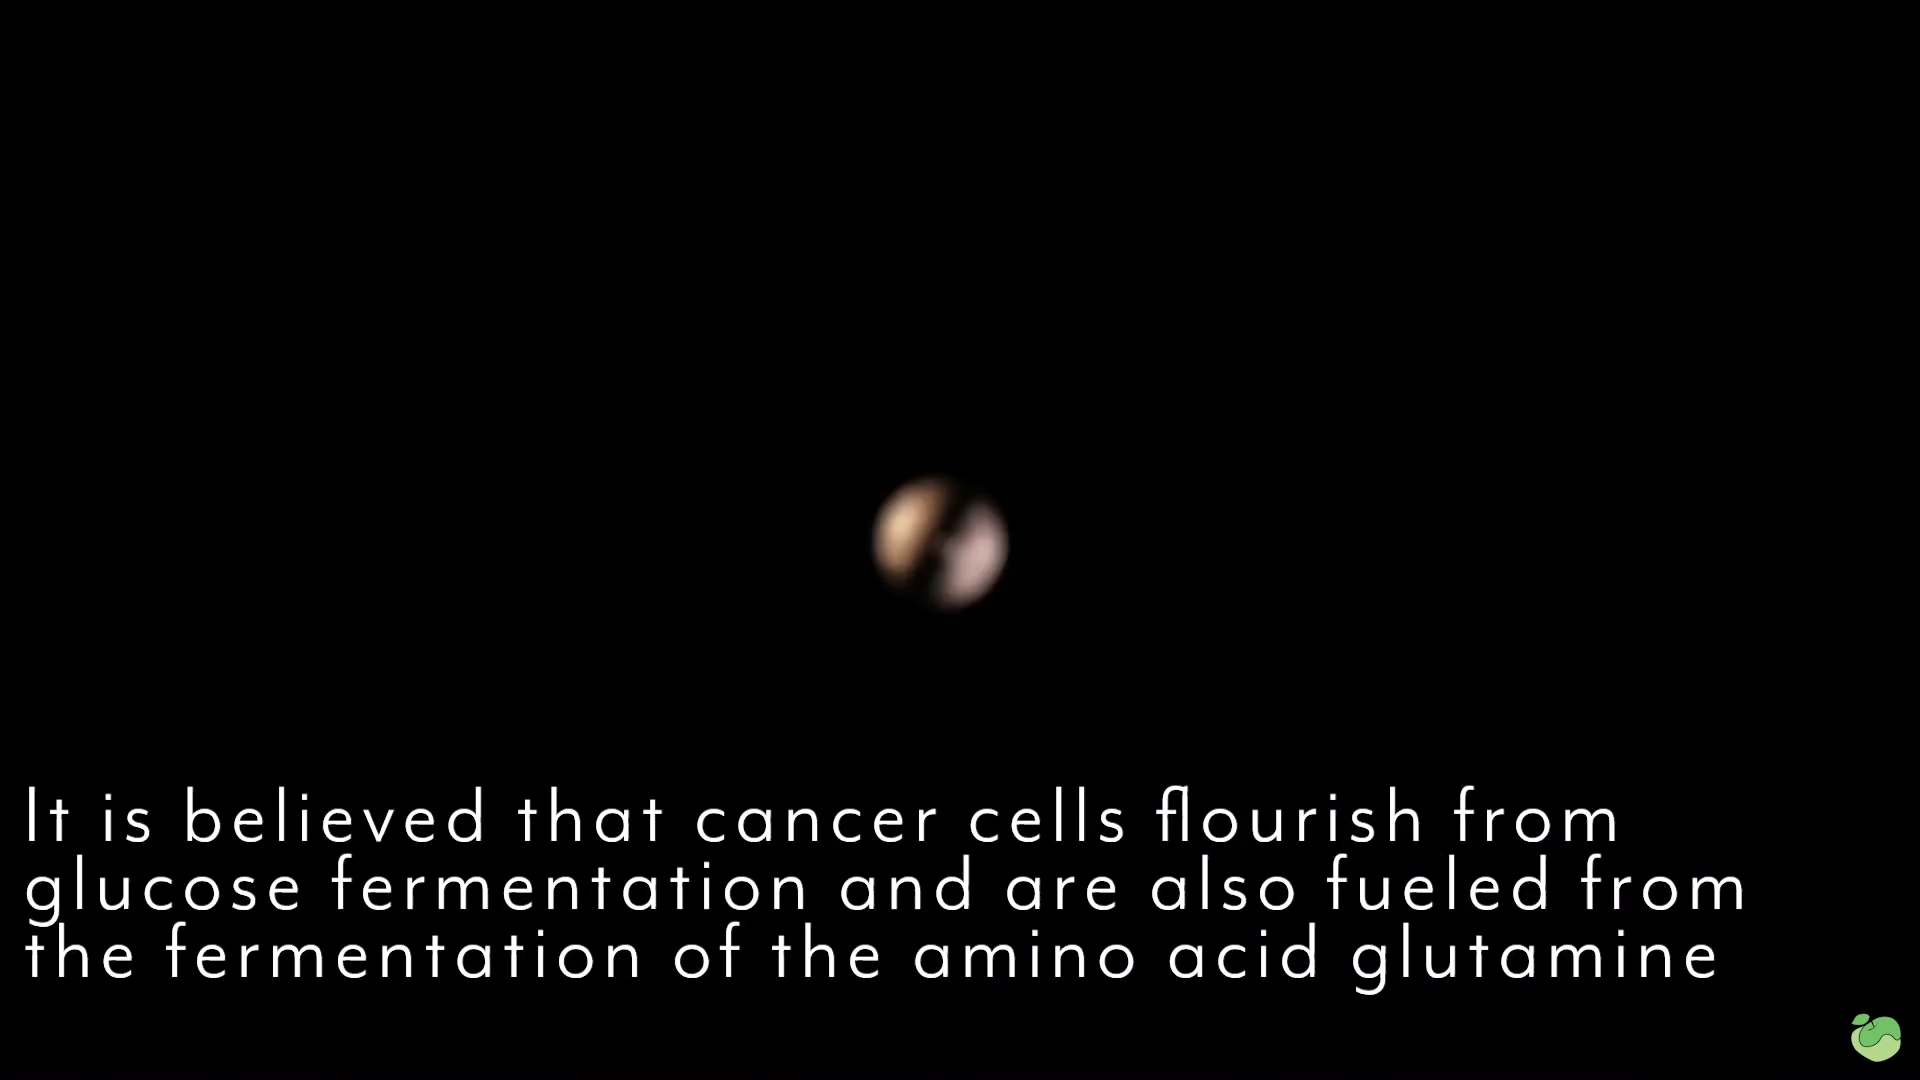 It is believed that cancer cells flourish from
glucose fermentation and are also fueled from
the fermentation of the amino acid glutamine